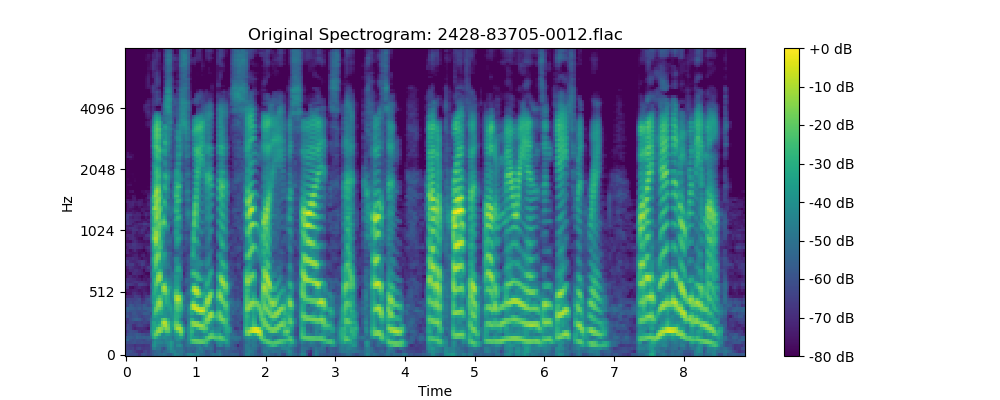 Original Spectrogram: 2428-83705-0012.flac
Hz
4096
2048
1024
512
0
0 1 2 3 4 5 6 7 8
Time
+0 dB
-10 dB
-20 dB
-30 dB
-40 dB
-50 dB
-60 dB
-70 dB
-80 dB